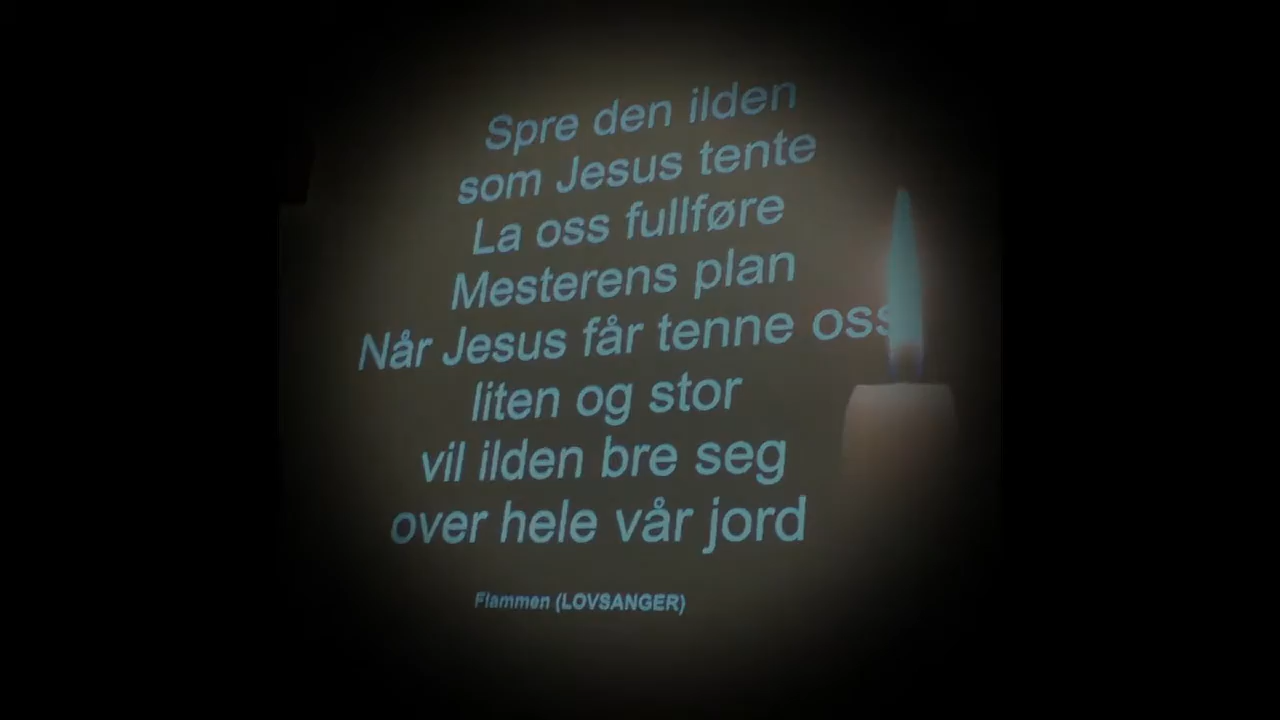 Spre den ilden
som Jesus tente
La oss fullføre
Mesterens plan
Når Jesus får tenne oss
liten og stor
vil ilden bre seg
over hele vår jord
Flammen (LOVSANGER)